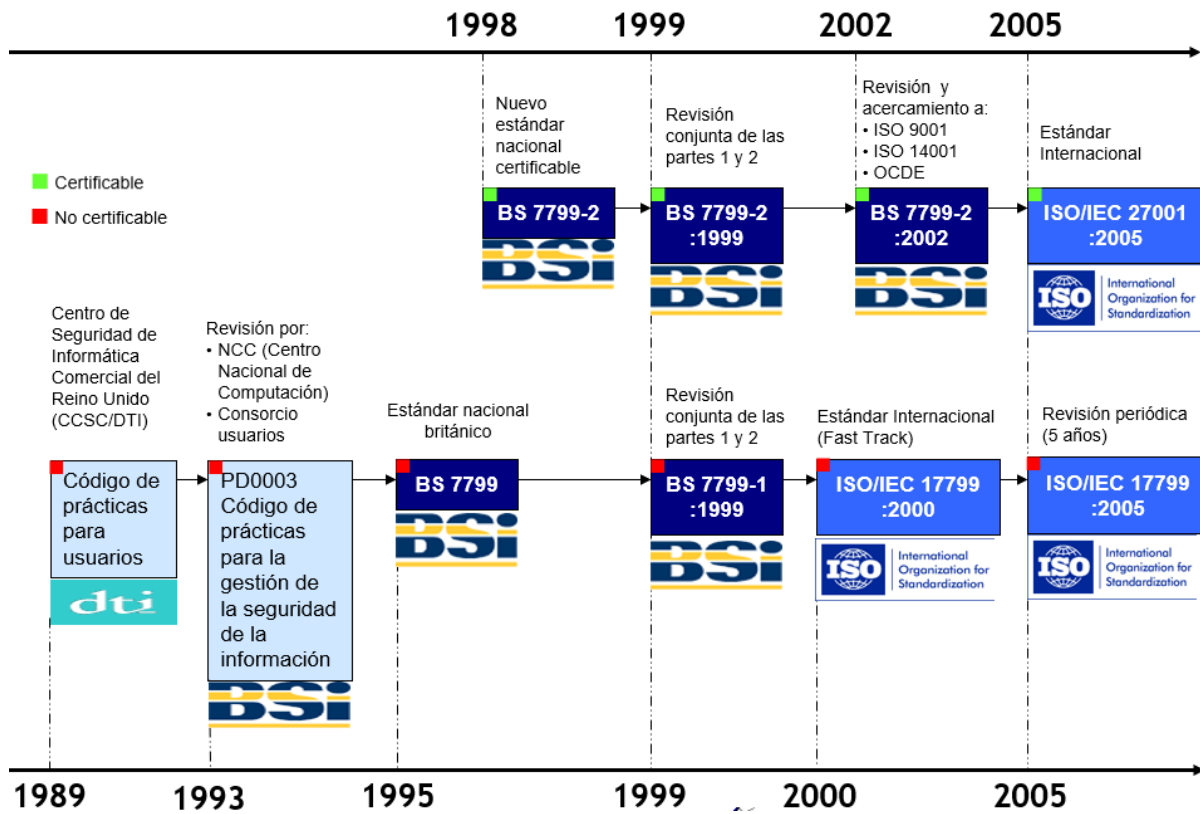 1998
1999
2002
2005
Nuevo
estándar
nacional
certificable
Revisión
conjunta de las
partes 1 y 2
Revisión y
acercamiento a:
• ISO 9001
• ISO 14001
• OCDE
Estándar
Internacional
Certificable
No certificable
BS 7799-2
BSi
BS 7799-2
:1999
BSi
BS 7799-2
:2002
BSi
ISO/IEC 27001
:2005
ISO
International
Organization for
Standardization
Centro de
Seguridad de
Informática
Comercial del
Reino Unido
(CCSC/DTI)
Revisión por:
• NCC (Centro
Nacional de
Computación)
• Consorcio
usuarios
Estándar nacional
británico
Revisión
conjunta de las
partes 1 y 2
Estándar Internacional
(Fast Track)
Revisión periódica
(5 años)
Código de
prácticas
para
usuarios
dti
PD0003
Código de
prácticas
para la
gestión de
la seguridad
de la
información
BSi
BS 7799
BSi
BS 7799-1
:1999
BSi
ISO/IEC 17799
:2000
ISO
International
Organization for
Standardization
ISO/IEC 17799
:2005
ISO
International
Organization for
Standardization
1989
1993
1995
1999
2000
2005